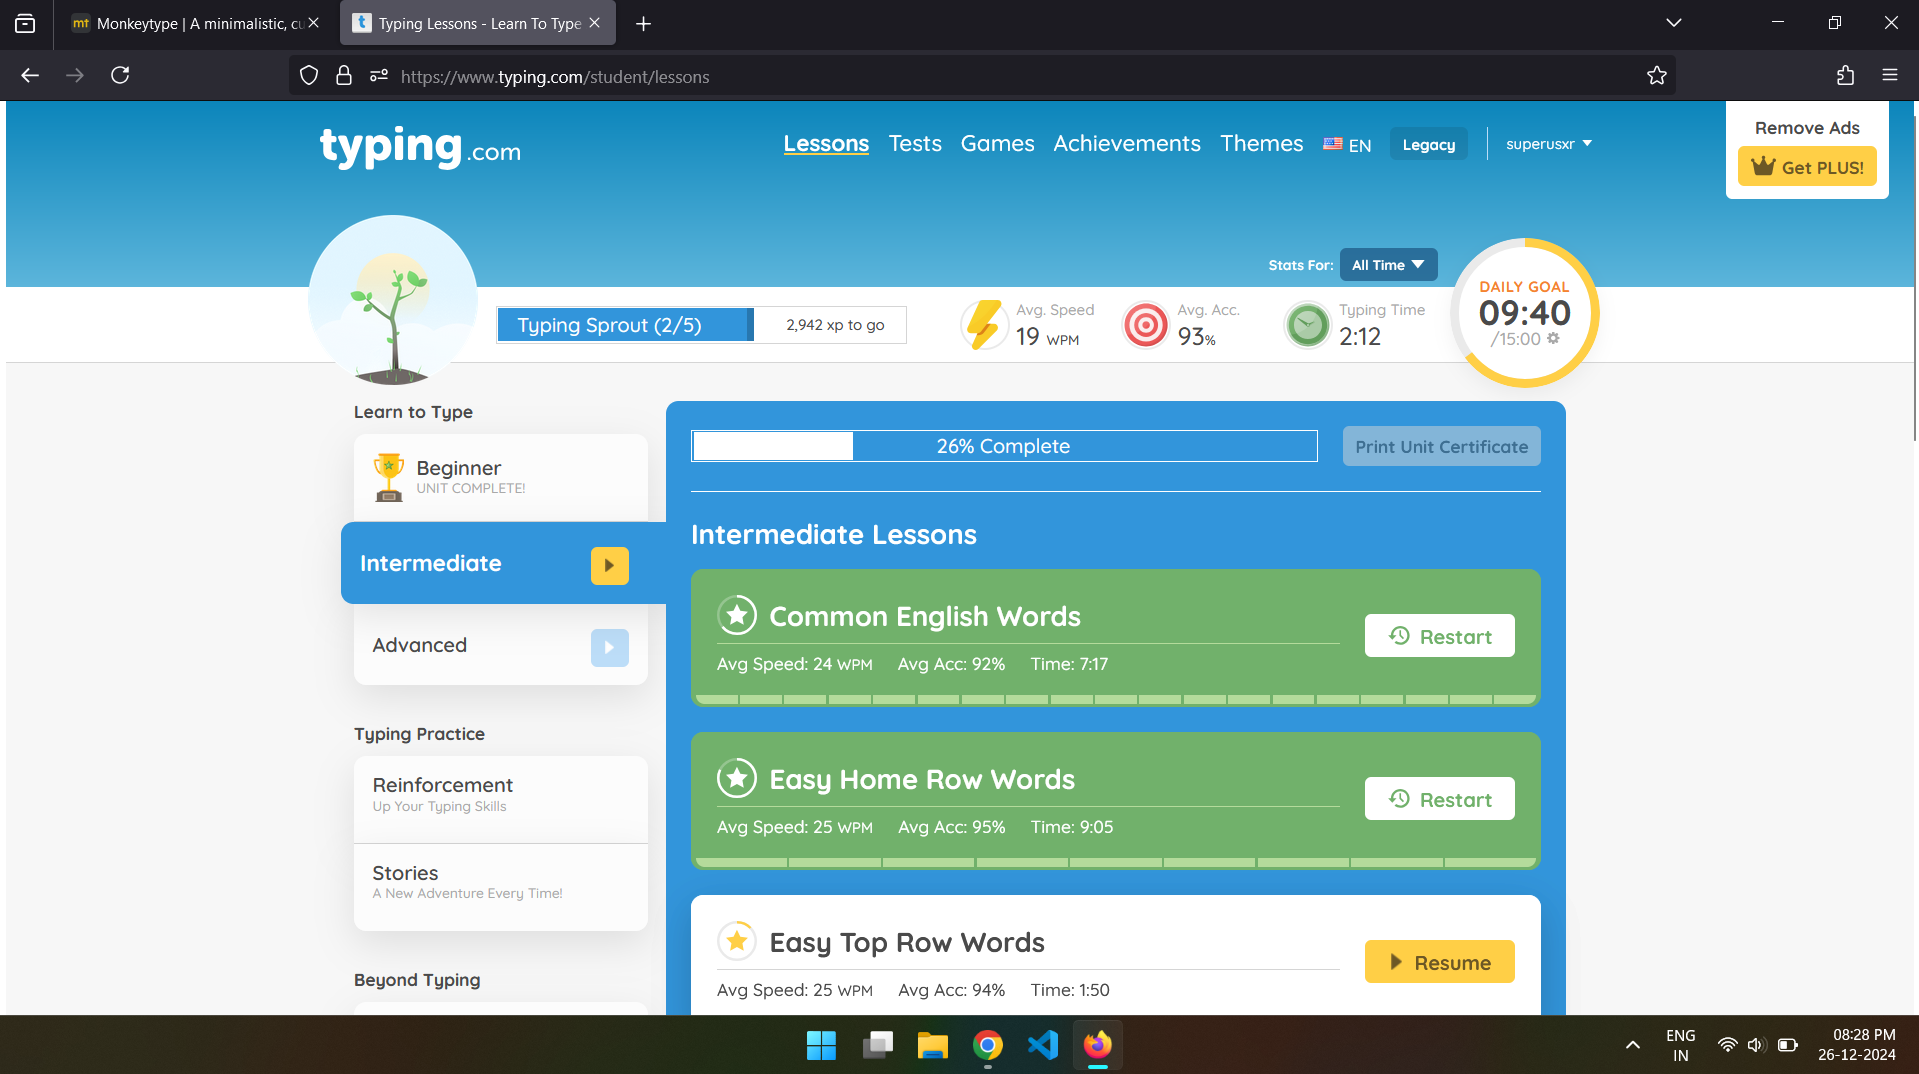 mt Monkeytype | A minimalistic, cu
t Typing Lessons - Learn To Type
https://www.typing.com/student/lessons
typing.com
Lessons Tests Games Achievements Themes EN Legacy superusxr
Remove Ads
Get PLUS!
Stats For: All Time
Typing Sprout (2/5) 2,942 xp to go
Avg. Speed
19 WPM
Avg. Acc.
93%
Typing Time
2:12
DAILY GOAL
09:40
/15:00
Learn to Type
Beginner
UNIT COMPLETE!
Intermediate
Advanced
Typing Practice
Reinforcement
Up Your Typing Skills
Stories
A New Adventure Every Time!
Beyond Typing
26% Complete
Print Unit Certificate
Intermediate Lessons
Common English Words
Avg Speed: 24 WPM Avg Acc: 92% Time: 7:17
Restart
Easy Home Row Words
Avg Speed: 25 WPM Avg Acc: 95% Time: 9:05
Restart
Easy Top Row Words
Avg Speed: 25 WPM Avg Acc: 94% Time: 1:50
Resume
ENG
IN
08:28 PM
26-12-2024